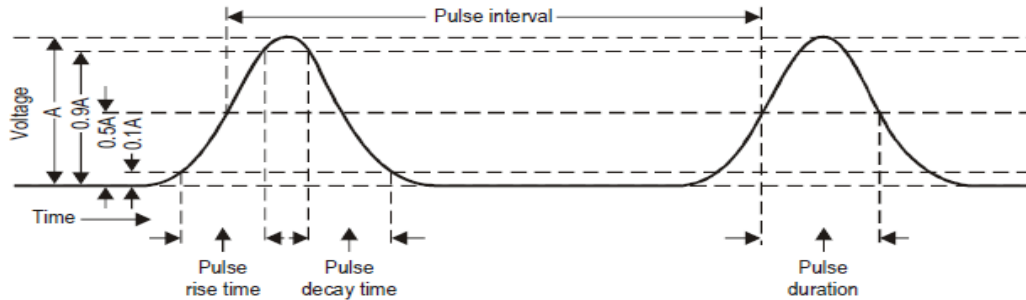 Pulse interval
Voltage
A
0.9A
0.5A
0.1A
Time
Pulse
rise time
Pulse
decay time
Pulse
duration